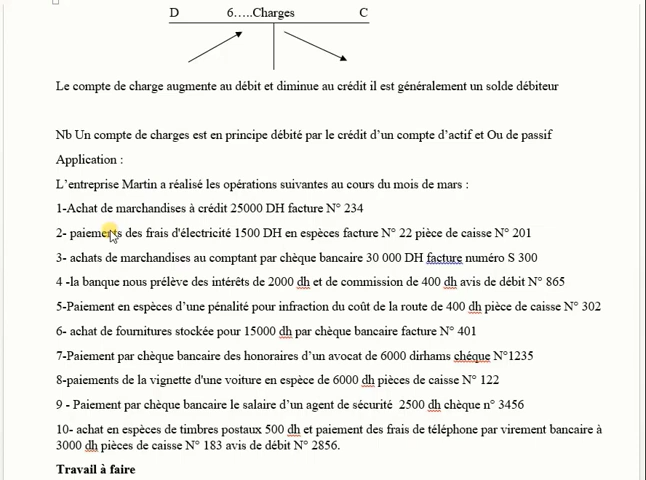 D 6.....Charges C
Le compte de charge augmente au débit et diminue au crédit il est généralement un solde débiteur
Nb Un compte de charges est en principe débité par le crédit d'un compte d'actif et Ou de passif
Application :
L'entreprise Martin a réalisé les opérations suivantes au cours du mois de mars :
1-Achat de marchandises à crédit 25000 DH facture N° 234
2- paiements des frais d'électricité 1500 DH en espèces facture N° 22 pièce de caisse N° 201
3- achats de marchandises au comptant par chèque bancaire 30 000 DH facture numéro S 300
4 -la banque nous prélève des intérêts de 2000 dh et de commission de 400 dh avis de débit N° 865
5-Paiement en espèces d'une pénalité pour infraction du coût de la route de 400 dh pièce de caisse N° 302
6- achat de fournitures stockée pour 15000 dh par chèque bancaire facture N° 401
7-Paiement par chèque bancaire des honoraires d'un avocat de 6000 dirhams chéque N°1235
8-paiements de la vignette d'une voiture en espèce de 6000 dh pièces de caisse N° 122
9 - Paiement par chèque bancaire le salaire d'un agent de sécurité 2500 dh chèque n° 3456
10- achat en espèces de timbres postaux 500 dh et paiement des frais de téléphone par virement bancaire à
3000 dh pièces de caisse N° 183 avis de débit N° 2856.
Travail à faire